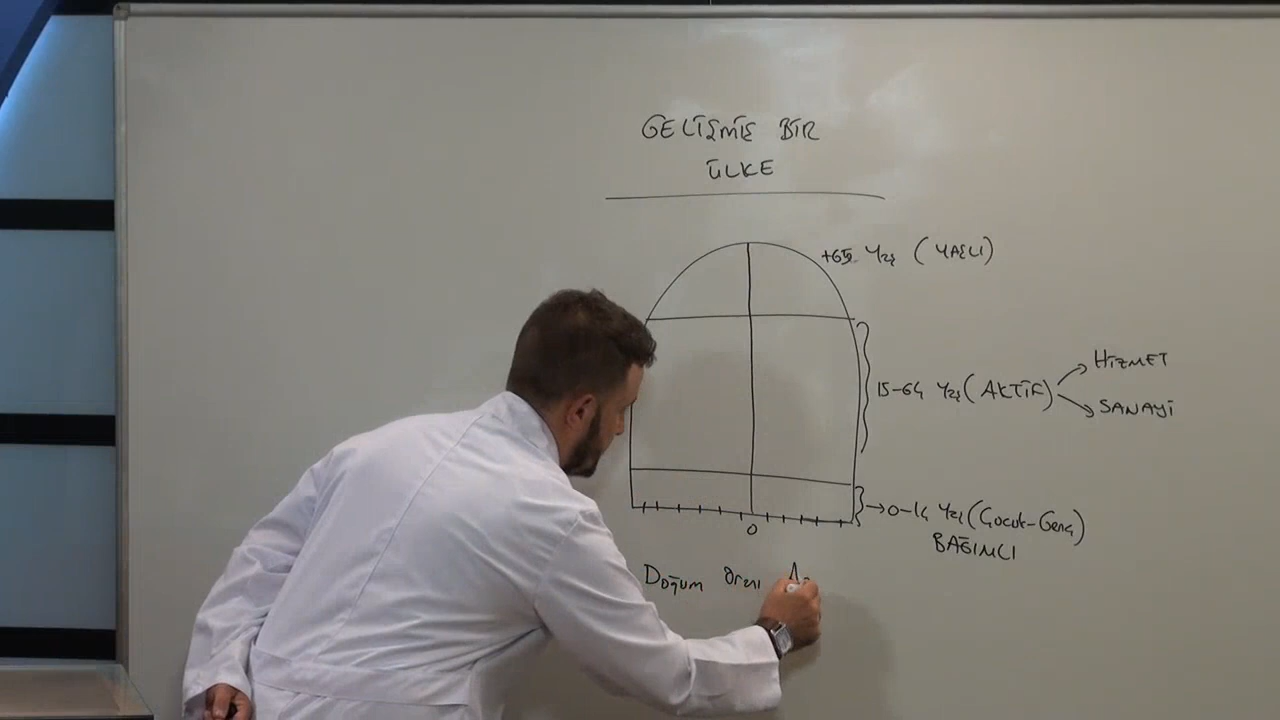 GELİŞMİŞ BİR
ÜLKE
+65 Yaş (YAŞLI)
HİZMET
15-64 Yaş (AKTİF)
SANAYİ
→0-14 Yaş (Çocuk-Genç)
BAĞIMLI
0
Doğum oranı